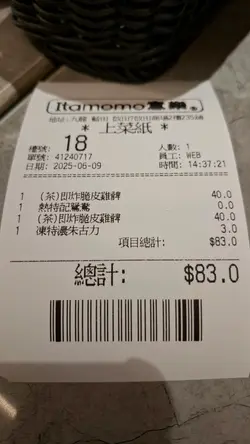 Itamomo意樂
* 上菜紙 *
檯號: 18 人數: 1
單號: 41240717 員工: WEB
日期: 2025-06-09 時間: 14:37:21
1 (茶)即炸脆皮雞髀 40.0
1 熱特記鴛鴦 0.0
1 (茶)即炸脆皮雞髀 40.0
1 凍特濃朱古力 3.0
項目總計: $83.0
總計: $83.0